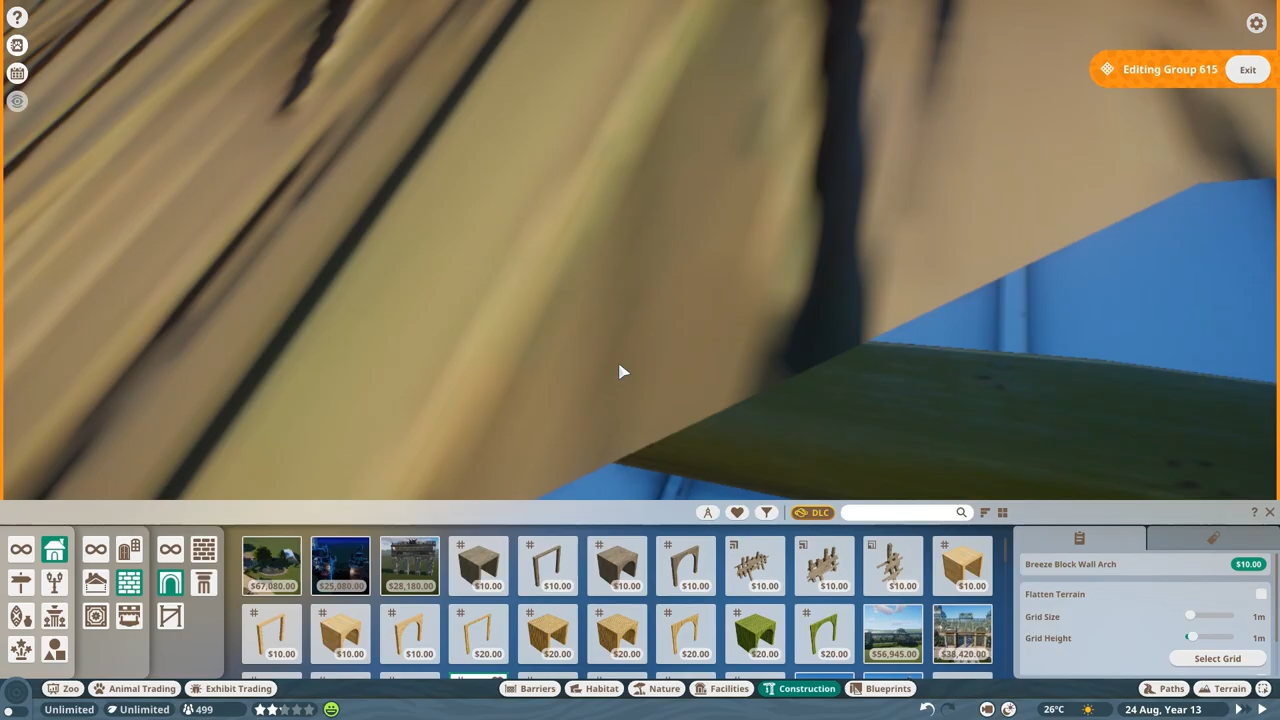 ?
Editing Group 615
Exit
DLC
? ×
$67,080.00
$25,080.00
$28,180.00
$10.00
$10.00
$10.00
$10.00
$10.00
$10.00
$10.00
$10.00
$10.00
$10.00
$10.00
$20.00
$20.00
$20.00
$20.00
$20.00
$20.00
$56,945.00
$38,420.00
Breeze Block Wall Arch
$10.00
Flatten Terrain
Grid Size
1m
Grid Height
1m
Select Grid
Zoo
Animal Trading
Exhibit Trading
Barriers
Habitat
Nature
Facilities
Construction
Blueprints
Paths
Terrain
Unlimited
Unlimited
499
26°C
24 Aug, Year 13